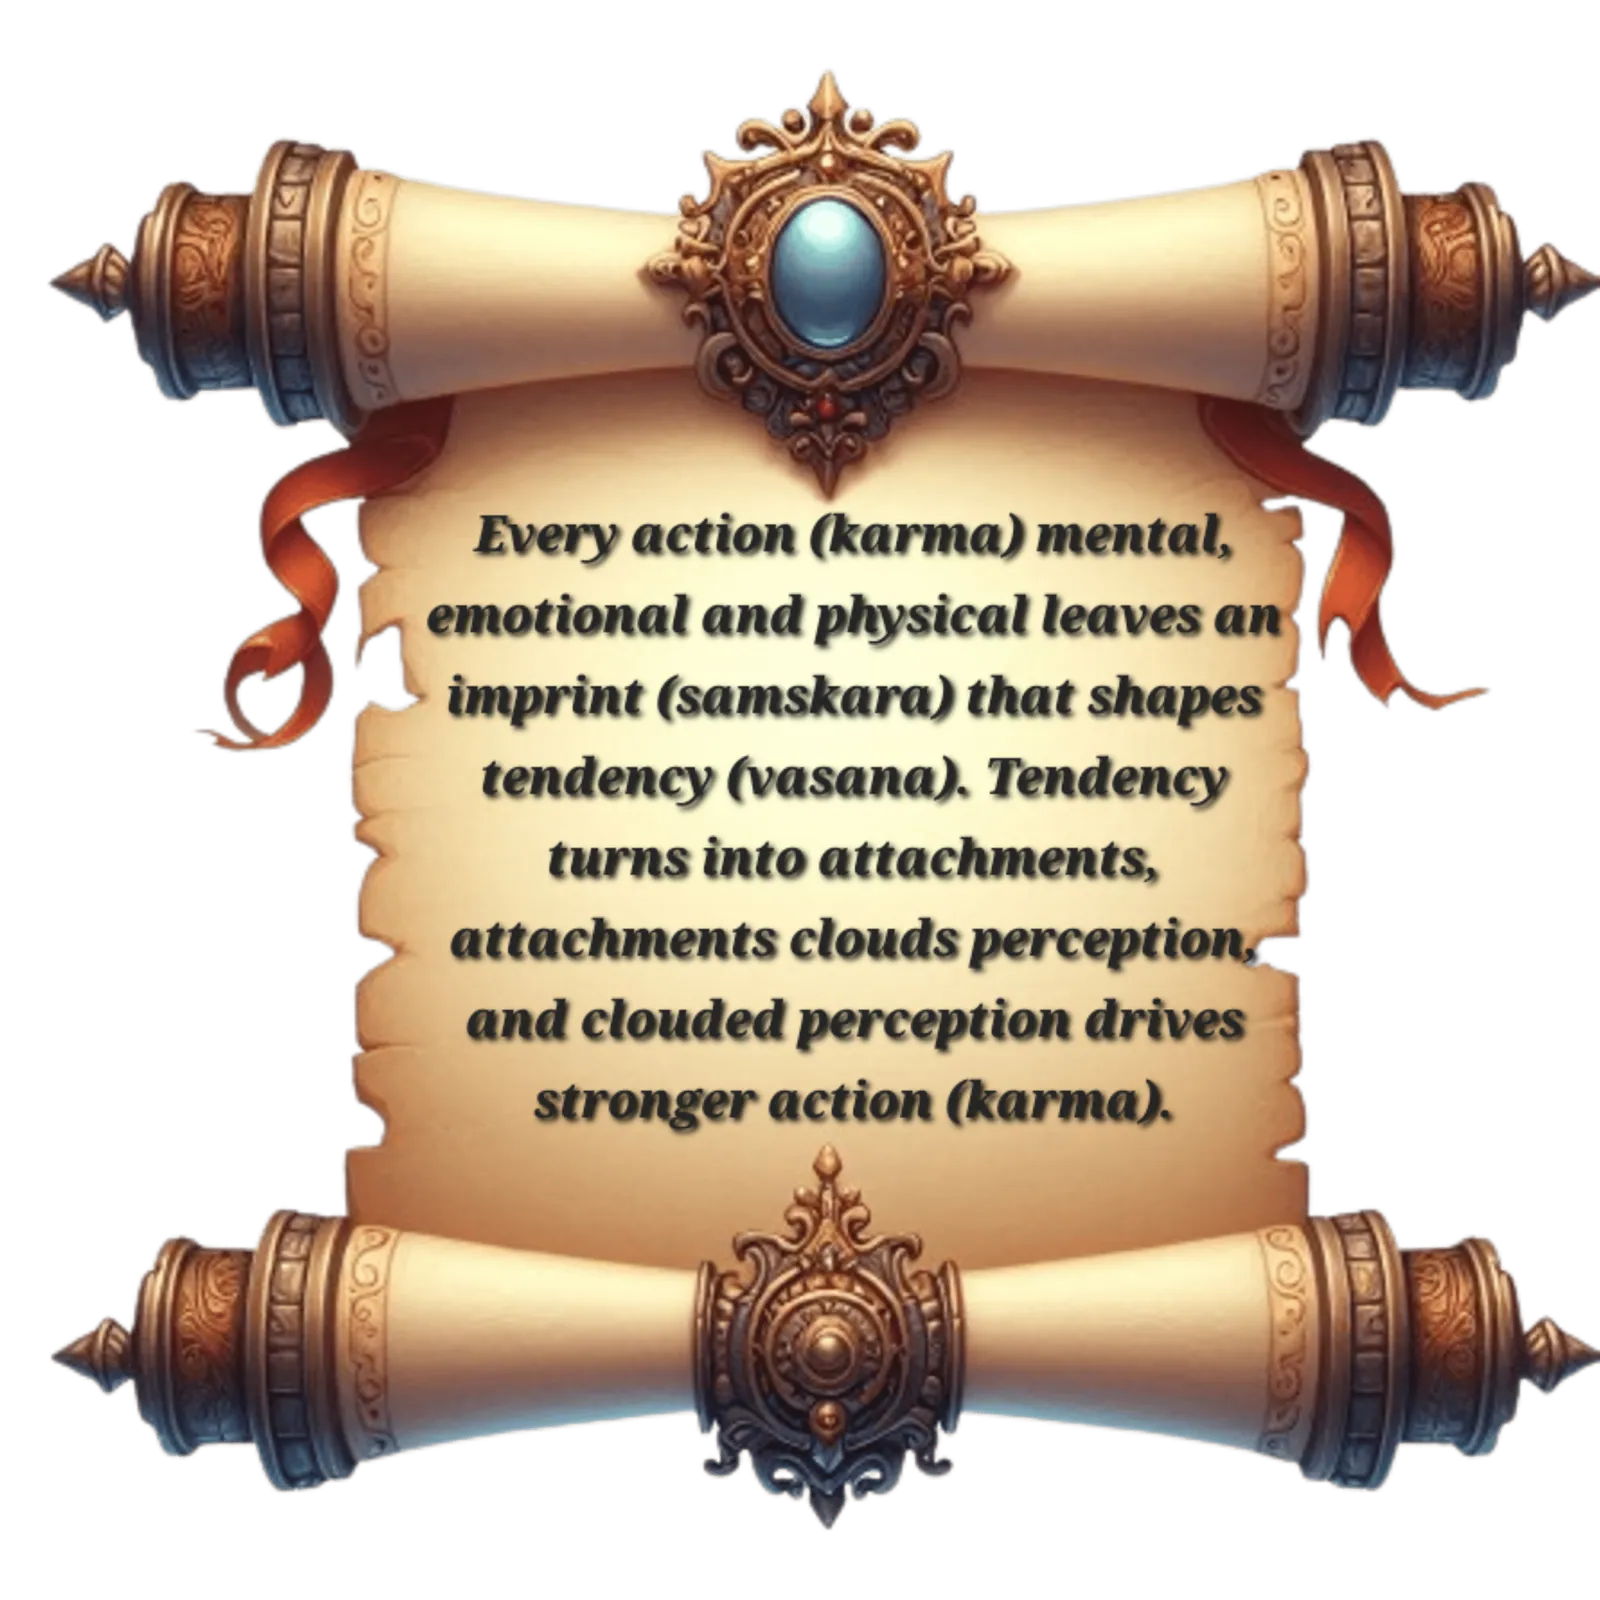 Every action (karma) mental,
emotional and physical leaves an
imprint (samskara) that shapes
tendency (vasana). Tendency
turns into attachments,
attachments clouds perception,
and clouded perception drives
stronger action (karma).